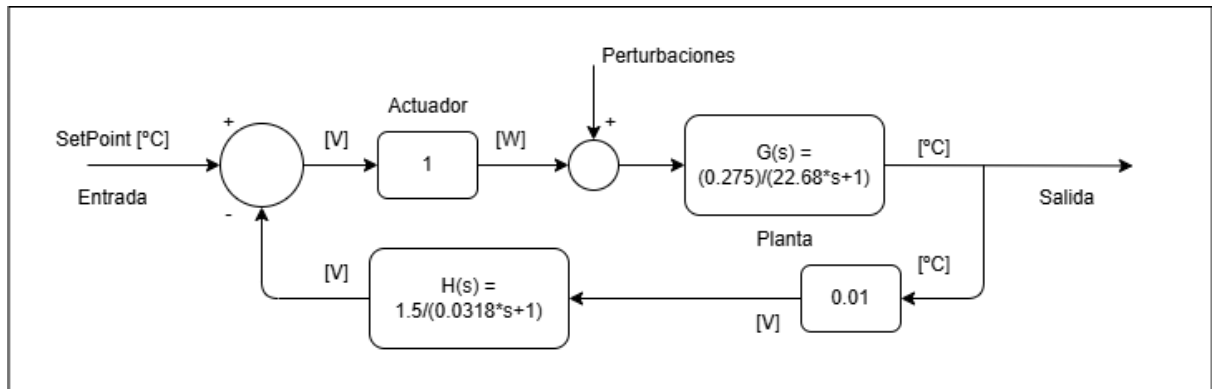 Perturbaciones
Actuador
+
+
SetPoint [ºC]
[V]
[W]
[ºC]
1
G(s) =
(0.275)/(22.68*s+1)
Entrada
Salida
-
Planta
[V]
[ºC]
H(s) =
1.5/(0.0318*s+1)
0.01
[V]